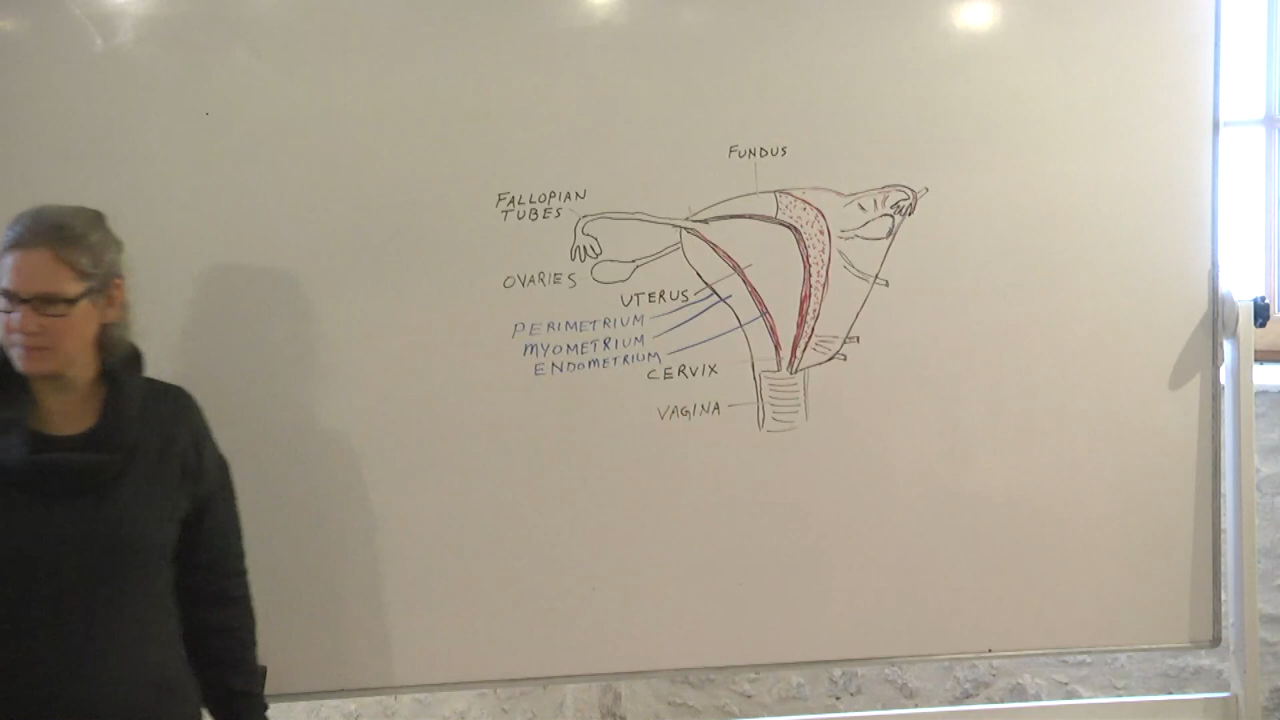 FUNDUS
FALLOPIAN
TUBES
OVARIES
UTERUS
PERIMETRIUM
MYOMETRIUM
ENDOMETRIUM
CERVIX
VAGINA